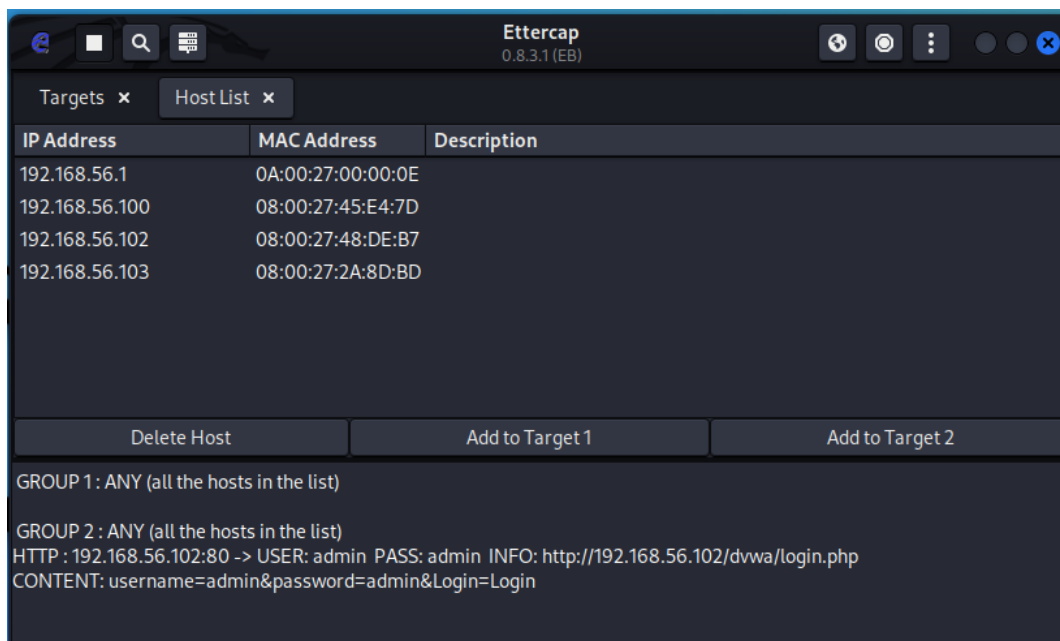 Ettercap
0.8.3.1 (EB)
Targets
Host List
IP Address MAC Address Description
192.168.56.1 0A:00:27:00:00:0E
192.168.56.100 08:00:27:45:E4:7D
192.168.56.102 08:00:27:48:DE:B7
192.168.56.103 08:00:27:2A:8D:BD
Delete Host Add to Target 1 Add to Target 2
GROUP 1 : ANY (all the hosts in the list)
GROUP 2 : ANY (all the hosts in the list)
HTTP : 192.168.56.102:80 -> USER: admin PASS: admin INFO: http://192.168.56.102/dvwa/login.php
CONTENT: username=admin&password=admin&Login=Login